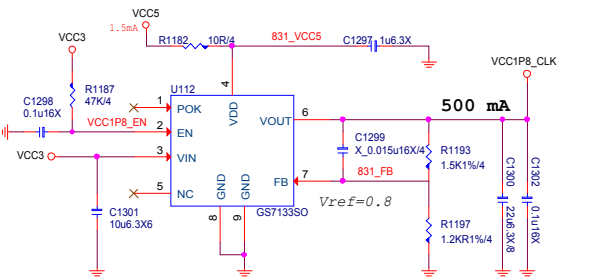 VCC5
1.5mA
R1182
10R/4
831_VCC5
C1297
1u6.3X
VCC3
VCC1P8_CLK
R1187
47K/4
C1298
0.1u16X
VCC1P8_EN
U112
4
VDD
1
POK
2
EN
VCC3
3
VIN
5
NC
VOUT
6
500 mA
C1299
X_0.015u16X/4
R1193
1.5K1%/4
FB
7
831_FB
Vref=0.8
GND
GND
8
9
GS7133SO
C1301
10u6.3X6
R1197
1.2KR1%/4
C1300
22u6.3X/8
C1302
0.1u16X